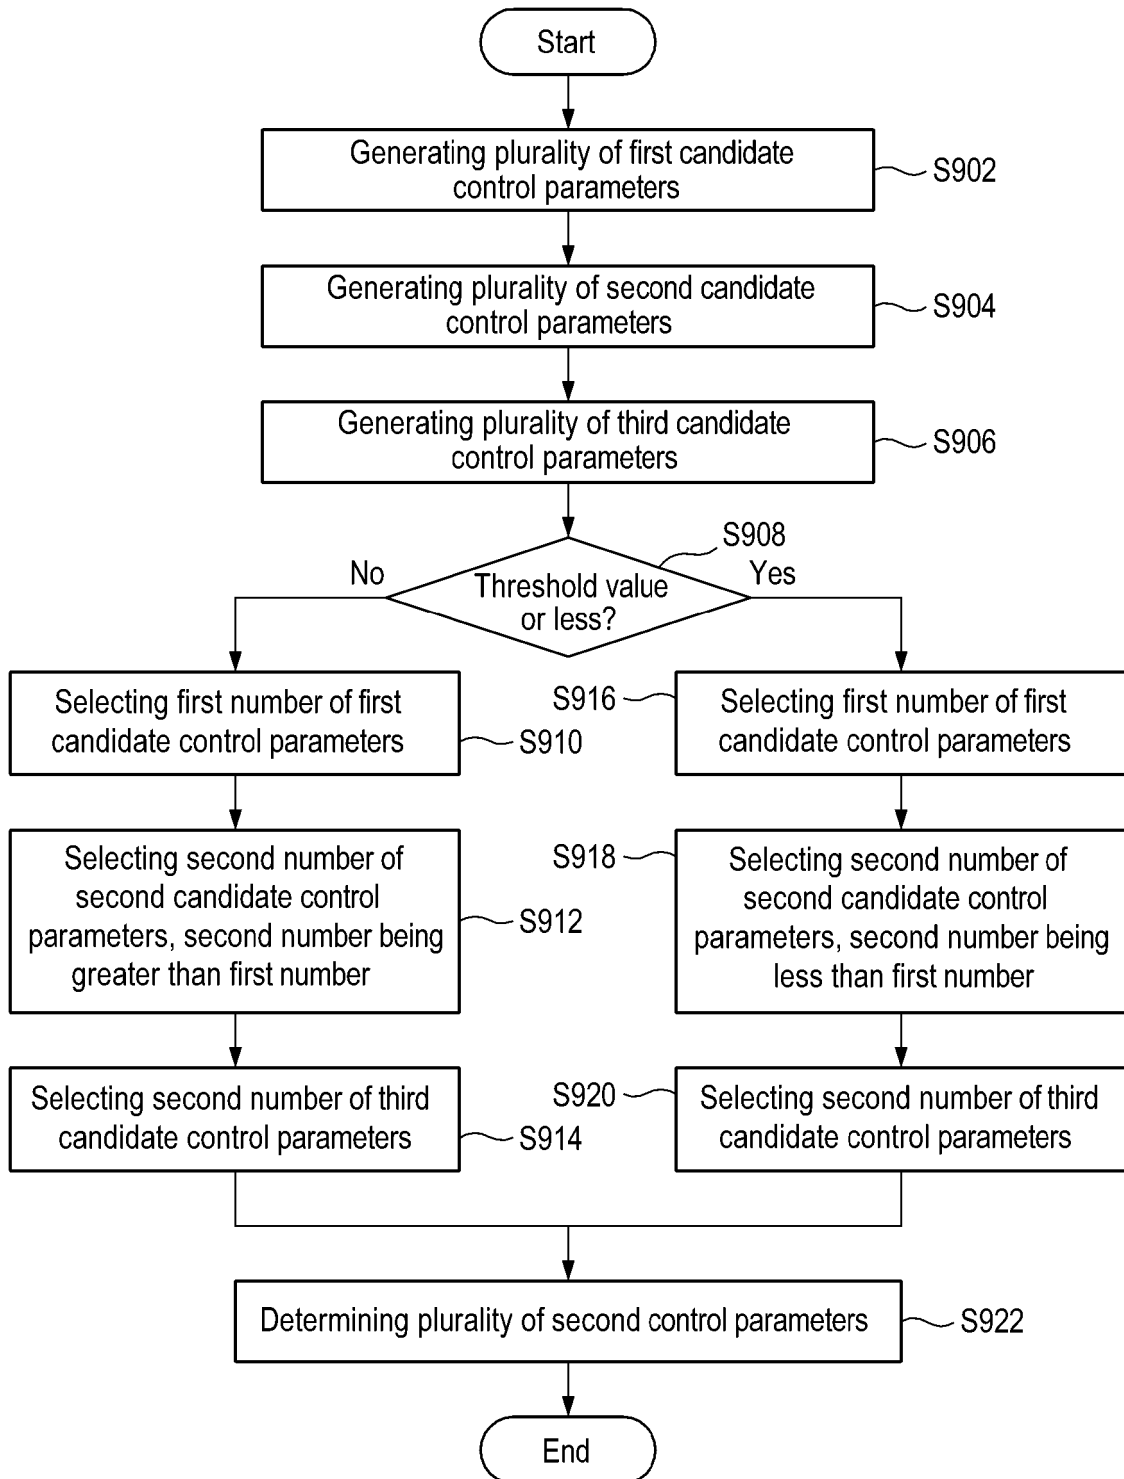 Start
Generating plurality of first candidate
control parameters
S902
Generating plurality of second candidate
control parameters
S904
Generating plurality of third candidate
control parameters
S906
S908
No
Threshold value
or less?
Yes
Selecting first number of first
candidate control parameters
S910
S916
Selecting first number of first
candidate control parameters
Selecting second number of
second candidate control
parameters, second number being
greater than first number
S912
S918
Selecting second number of
second candidate control
parameters, second number being
less than first number
Selecting second number of third
candidate control parameters
S914
S920
Selecting second number of third
candidate control parameters
Determining plurality of second control parameters
S922
End